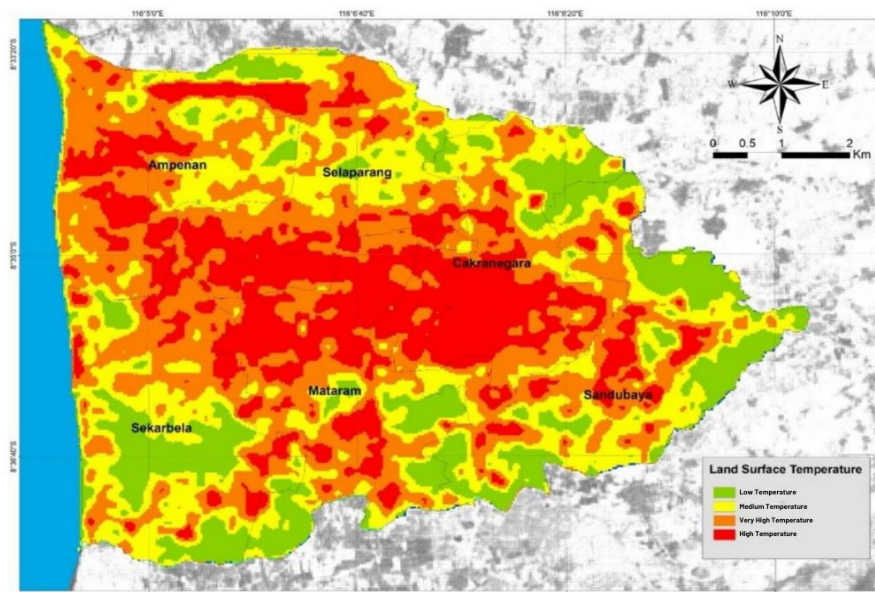 116°5'0"E 116°6'40"E 116°8'20"E 116°10'0"E
8°33'20"
N
W E
S
0 0.5 1 2
Km
Ampenan
Selaparang
8°35'0"S
Cakranegara
Mataram
Sandubaya
Sekarbela
8°36'40"
Land Surface Temperature
Low Temperature
Medium Temperature
Very High Temperature
High Temperature